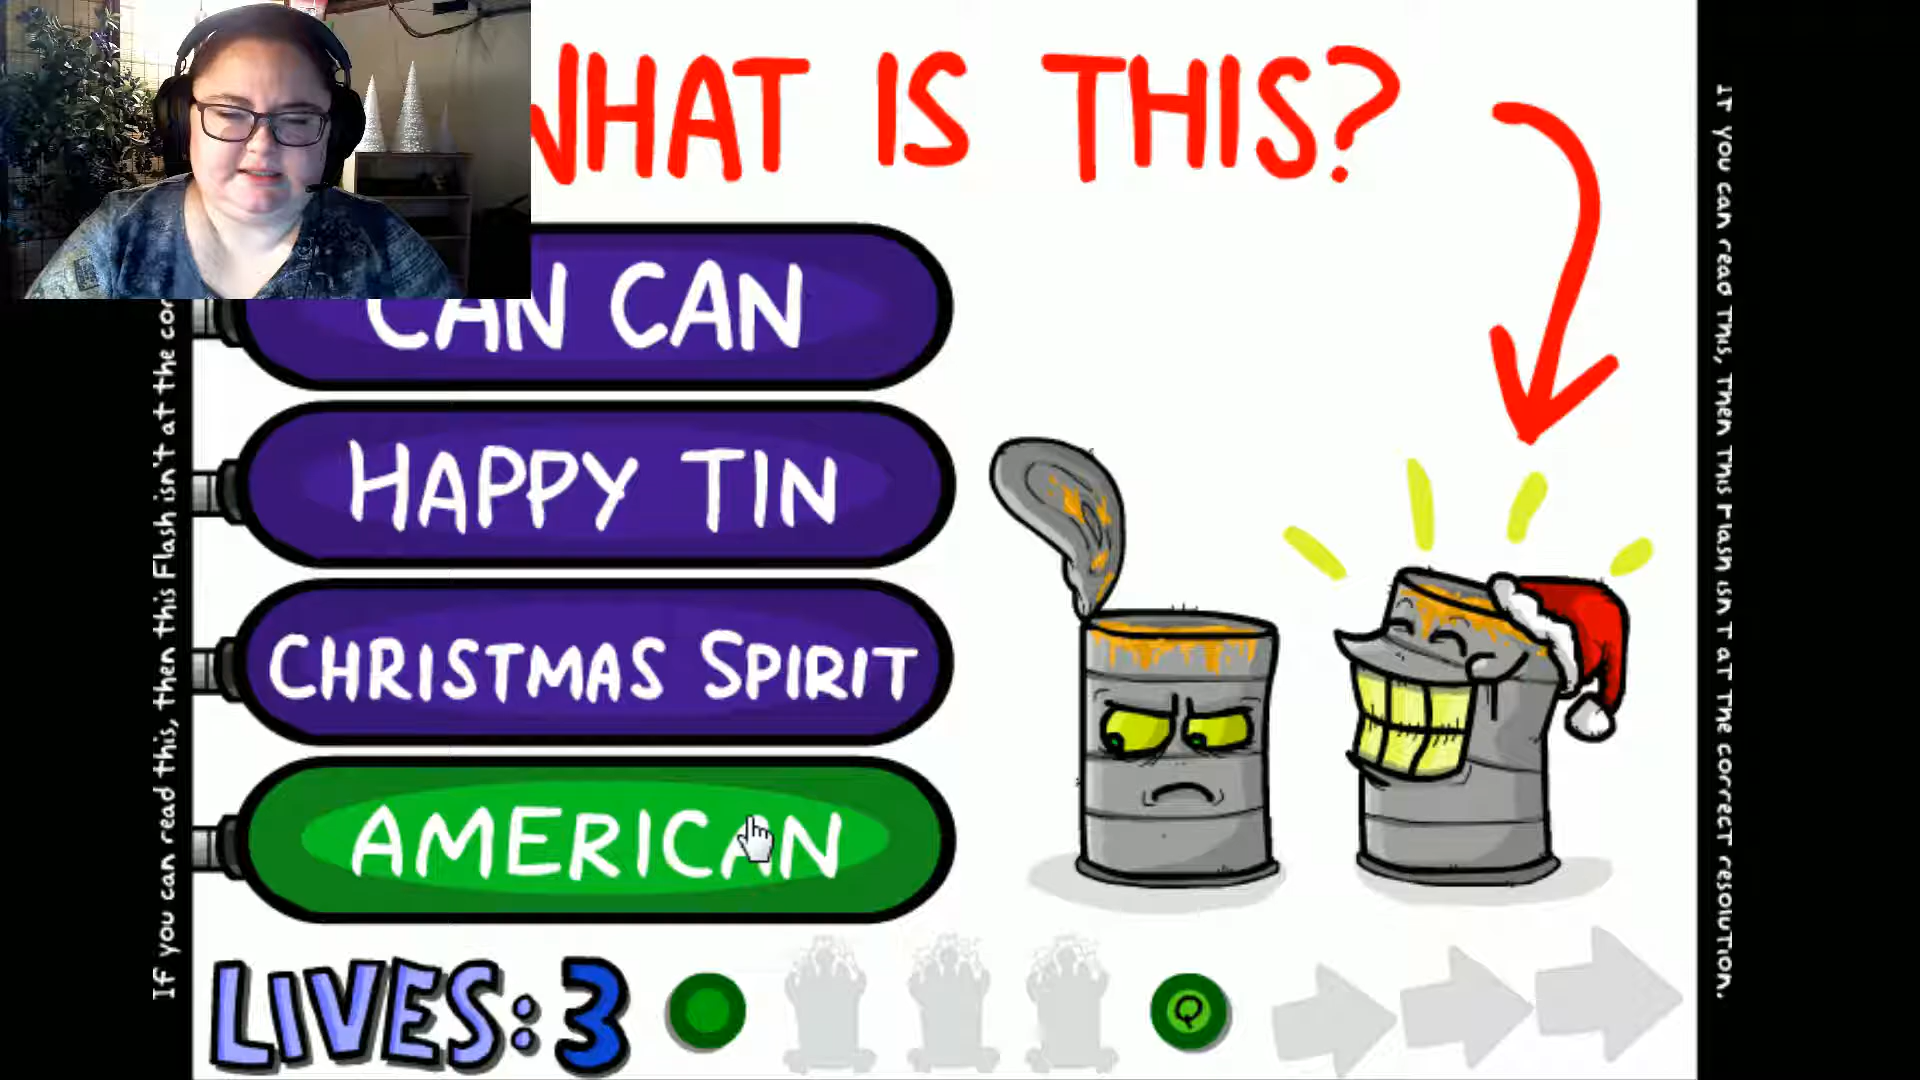 WHAT IS THIS?
CAN CAN
HAPPY TIN
CHRISTMAS SPIRIT
AMERICAN
LIVES: 3
Q
If you can read this, then this Flash isn't at the cor
If you can read this, then this Flash isn't at the correct resolution.